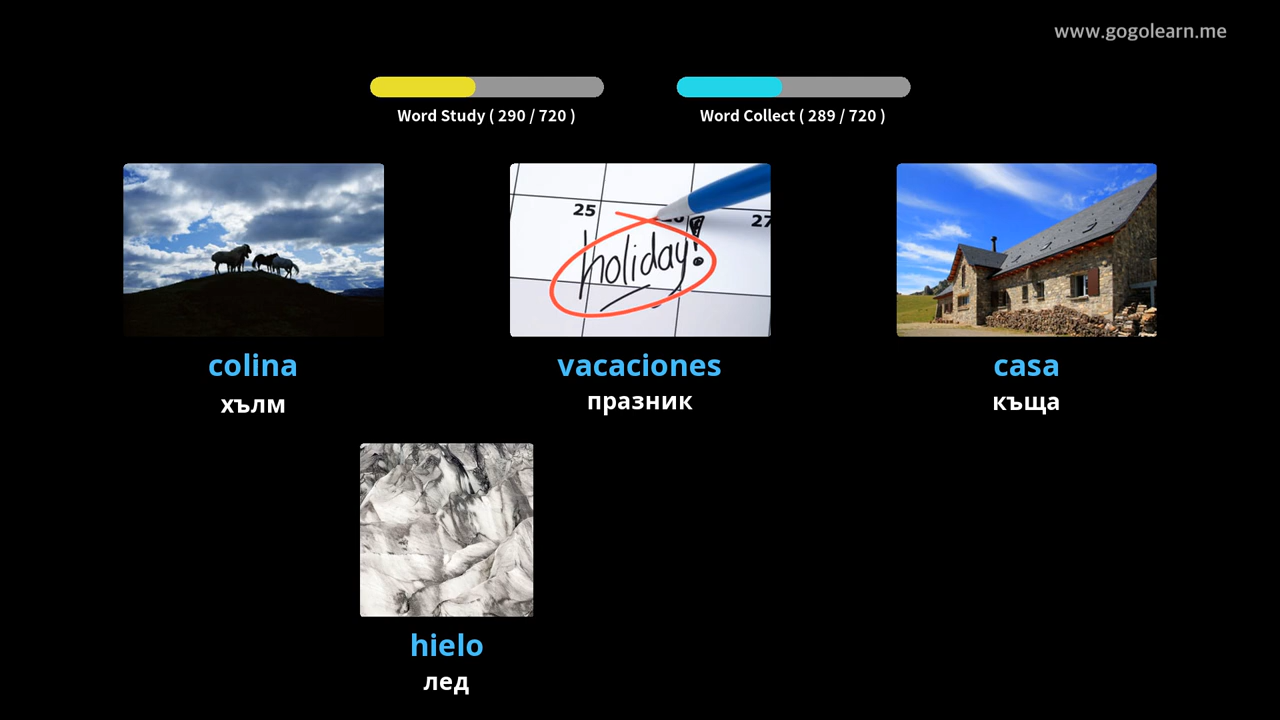 www.gogolearn.me
Word Study ( 290 / 720 )
Word Collect ( 289 / 720 )
25
27
holiday!
colina
vacaciones
casa
хълм
празник
къща
hielo
лед